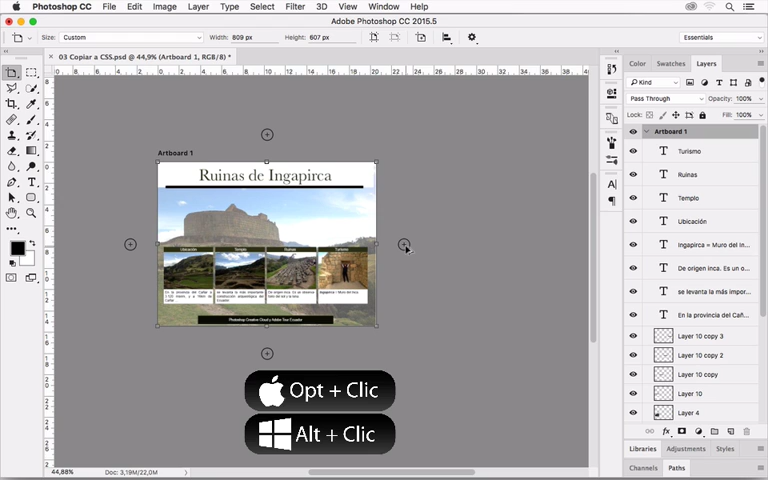 Photoshop CC File Edit Image Layer Type Select Filter 3D View Window Help
Adobe Photoshop CC 2015.5
Size: Custom Width: 809 px Height: 607 px Essentials
03 Copiar a CSS.psd @ 44,9% (Artboard 1, RGB/8) *
Color Swatches Layers
Kind
Pass Through Opacity: 100%
Lock: Fill: 100%
Artboard 1
Turismo
Ruinas
Templo
Ubicación
Ingapirca = Muro del In...
De origen inca. Es un o...
se levanta la más impor...
En la provincia del Cañ...
Layer 10 copy 3
Layer 10 copy 2
Layer 10 copy
Layer 10
Layer 4
Libraries Adjustments Styles
Channels Paths
Artboard 1
Ruinas de Ingapirca
Ubicación Templo Ruinas Turismo
Ingapirca = Muro del Inca
Photoshop Creative Cloud y Adobe Tour Ecuador
Opt + Clic
Alt + Clic
44,88% Doc: 3,19M/22,0M